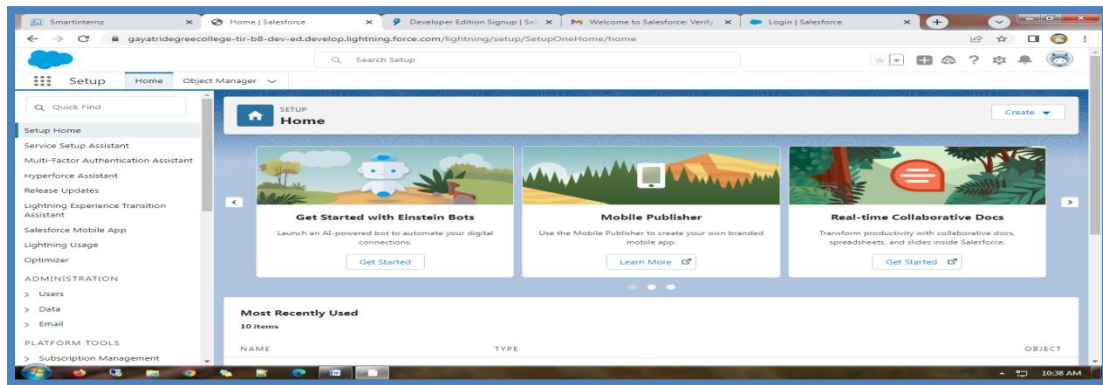 Smartinternz
Home | Salesforce
Developer Edition Signup | Sal
Welcome to Salesforce: Verify
Login | Salesforce
gayatridegreecollege-tir-b8-dev-ed.develop.lightning.force.com/lightning/setup/SetupOneHome/home
Search Setup
Setup
Home
Object Manager
Quick Find
Setup Home
Service Setup Assistant
Multi-Factor Authentication Assistant
Hyperforce Assistant
Release Updates
Lightning Experience Transition
Assistant
Salesforce Mobile App
Lightning Usage
Optimizer
ADMINISTRATION
Users
Data
Email
PLATFORM TOOLS
Subscription Management
SETUP
Home
Create
Get Started with Einstein Bots
Launch an AI-powered bot to automate your digital
connections.
Get Started
Mobile Publisher
Use the Mobile Publisher to create your own branded
mobile app.
Learn More
Real-time Collaborative Docs
Transform productivity with collaborative docs,
spreadsheets, and slides inside Salesforce.
Get Started
Most Recently Used
10 items
NAME
TYPE
OBJECT
10:38 AM